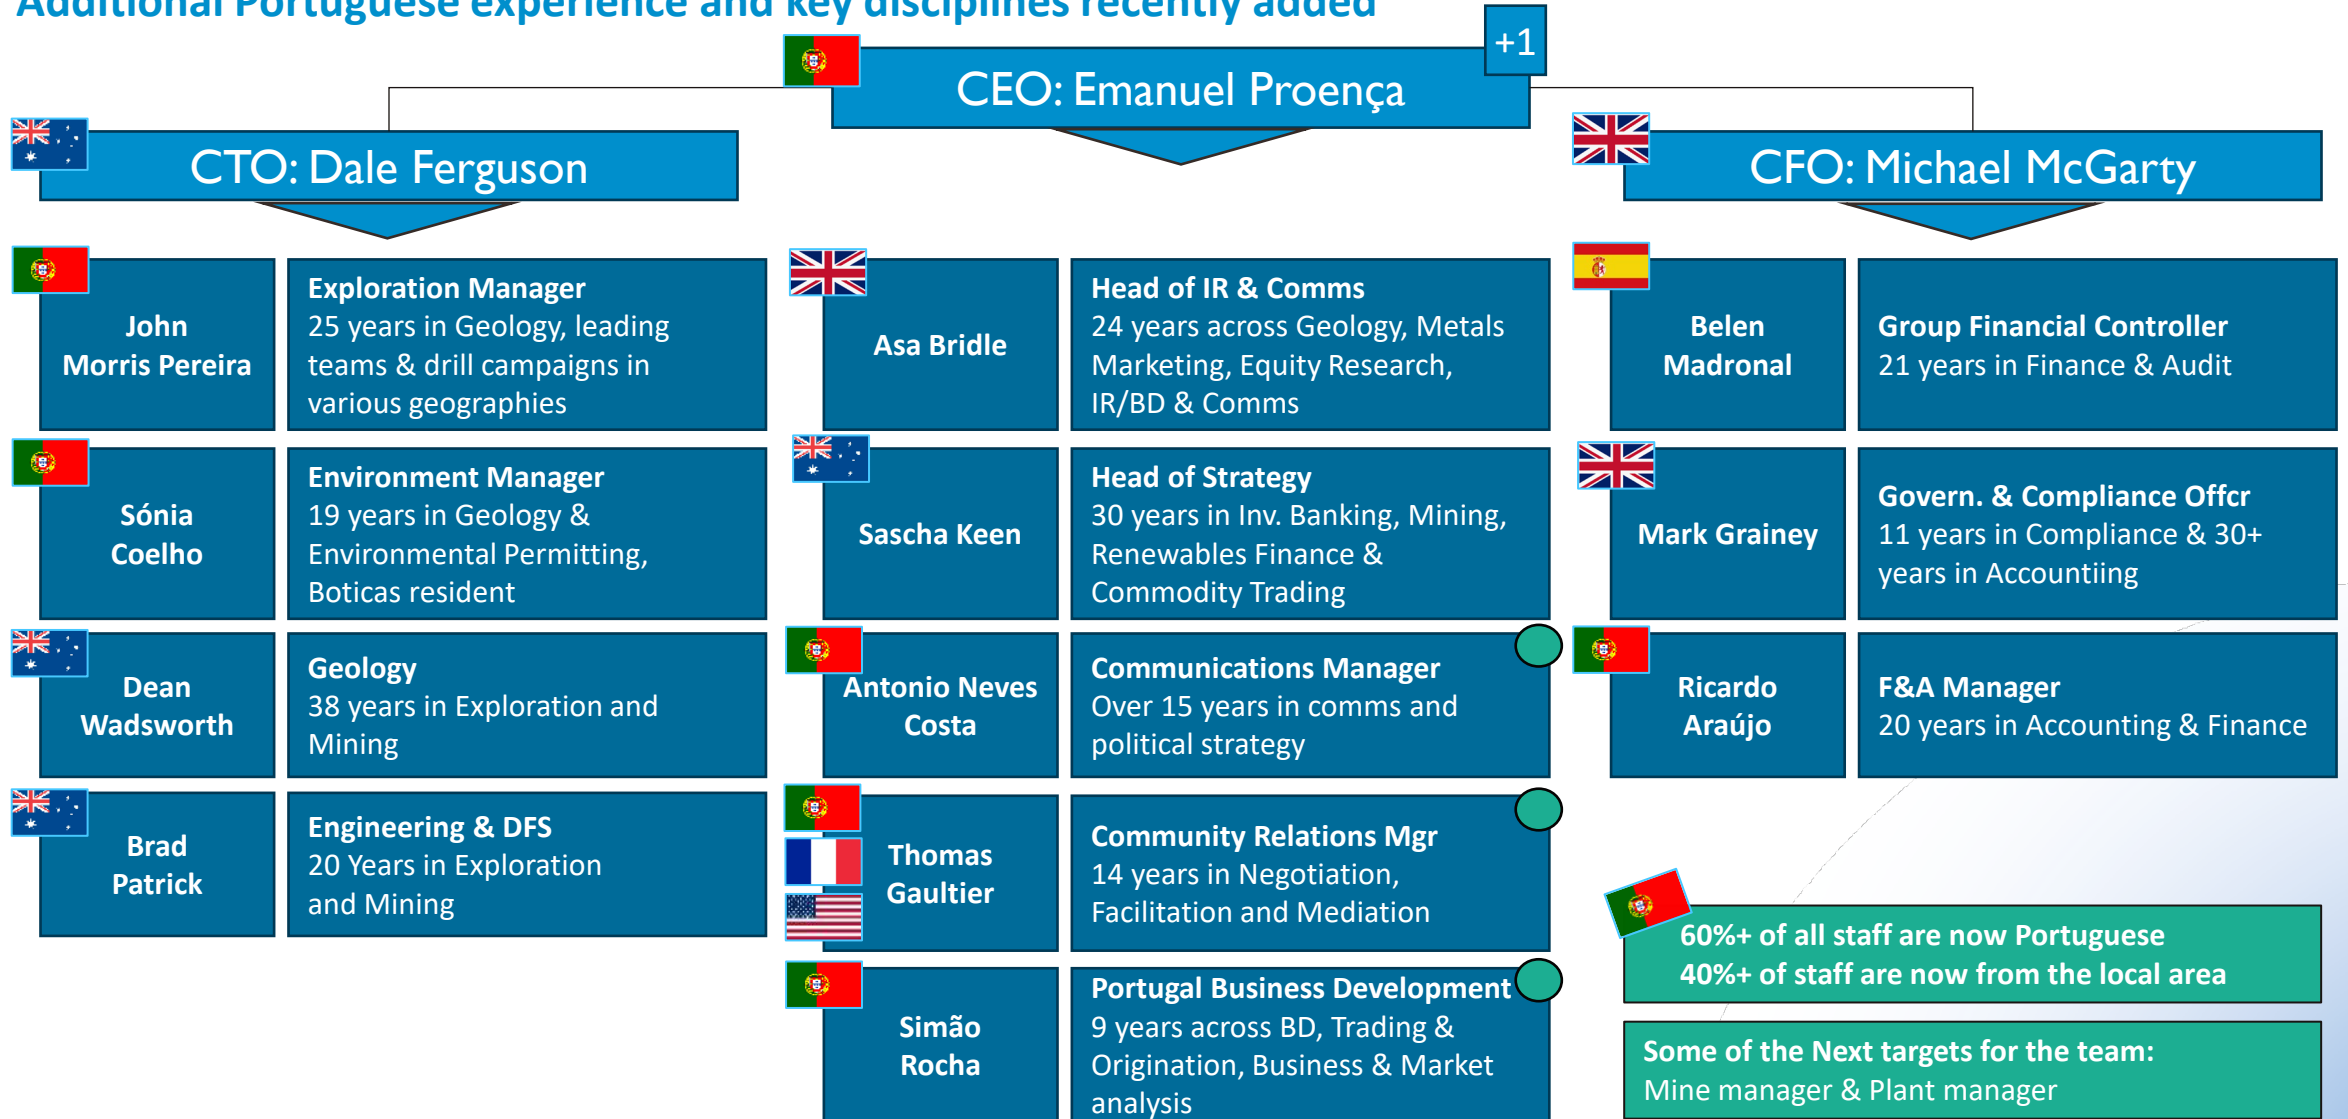 Additional Portuguese experience and key disciplines recently added
+1
CEO: Emanuel Proença
CTO: Dale Ferguson
CFO: Michael McGarty
John
Morris Pereira
Exploration Manager
25 years in Geology, leading
teams & drill campaigns in
various geographies
Sónia
Coelho
Environment Manager
19 years in Geology &
Environmental Permitting,
Boticas resident
Dean
Wadsworth
Geology
38 years in Exploration and
Mining
Brad
Patrick
Engineering & DFS
20 Years in Exploration
and Mining
Asa Bridle
Head of IR & Comms
24 years across Geology, Metals
Marketing, Equity Research,
IR/BD & Comms
Sascha Keen
Head of Strategy
30 years in Inv. Banking, Mining,
Renewables Finance &
Commodity Trading
Antonio Neves
Costa
Communications Manager
Over 15 years in comms and
political strategy
Thomas
Gaultier
Community Relations Mgr
14 years in Negotiation,
Facilitation and Mediation
Simão
Rocha
Portugal Business Development
9 years across BD, Trading &
Origination, Business & Market
analysis
Belen
Madronal
Group Financial Controller
21 years in Finance & Audit
Mark Grainey
Govern. & Compliance Offcr
11 years in Compliance & 30+
years in Accountiing
Ricardo
Araújo
F&A Manager
20 years in Accounting & Finance
60%+ of all staff are now Portuguese
40%+ of staff are now from the local area
Some of the Next targets for the team:
Mine manager & Plant manager